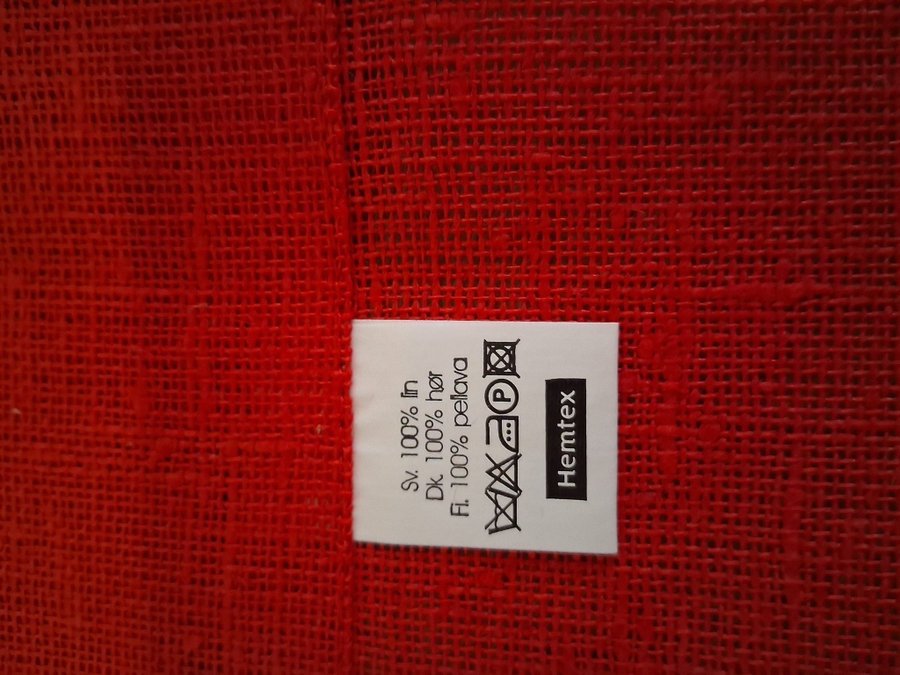 Sv. 100% lin
Dk. 100% hør
Fi. 100% pellava
P
Hemtex